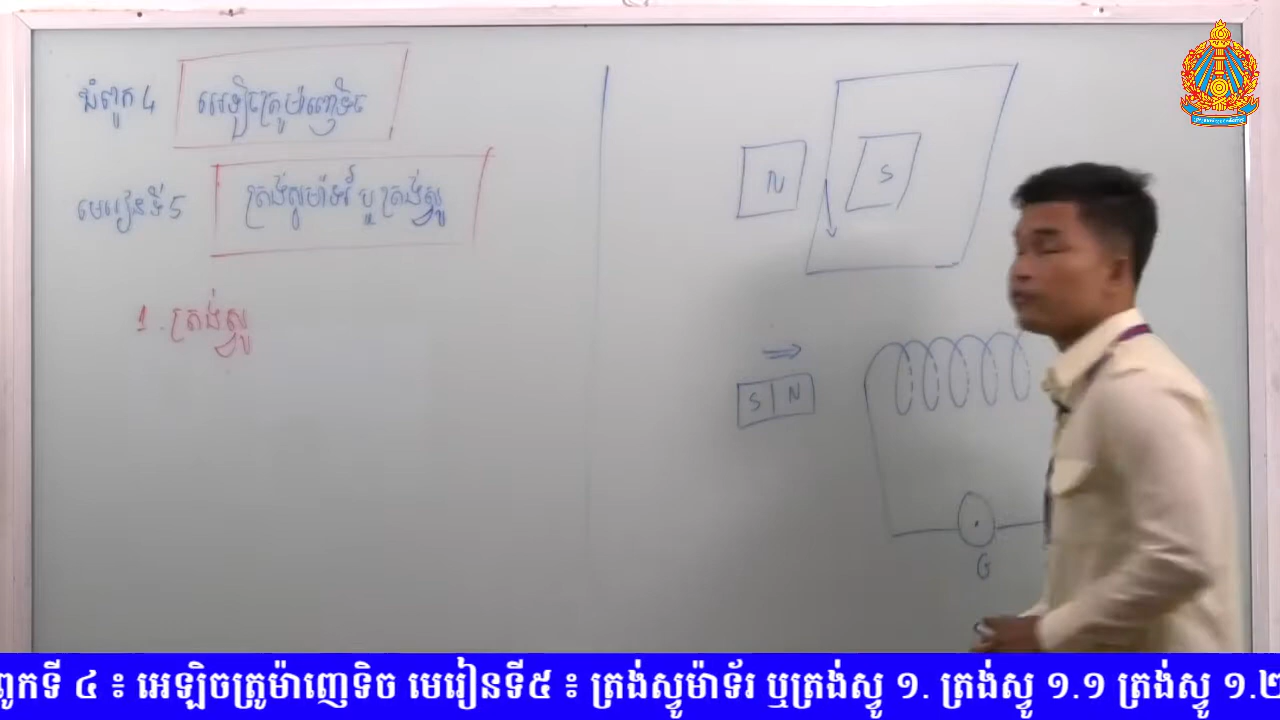 ជំពូក 4 អេឡិចត្រូម៉ាញេទិច
មេរៀនទី 5 ត្រង់ស្វូម៉ាទ័រ ឬ ត្រង់ស្វូ
1. ត្រង់ស្វូ
N
S
S N
G
ពូកទី ៤ ៖ អេឡិចត្រូម៉ាញេទិច មេរៀនទី៥ ៖ ត្រង់ស្វូម៉ាទ័រ ឬត្រង់ស្វូ ១. ត្រង់ស្វូ ១.១ ត្រង់ស្វូ ១.២